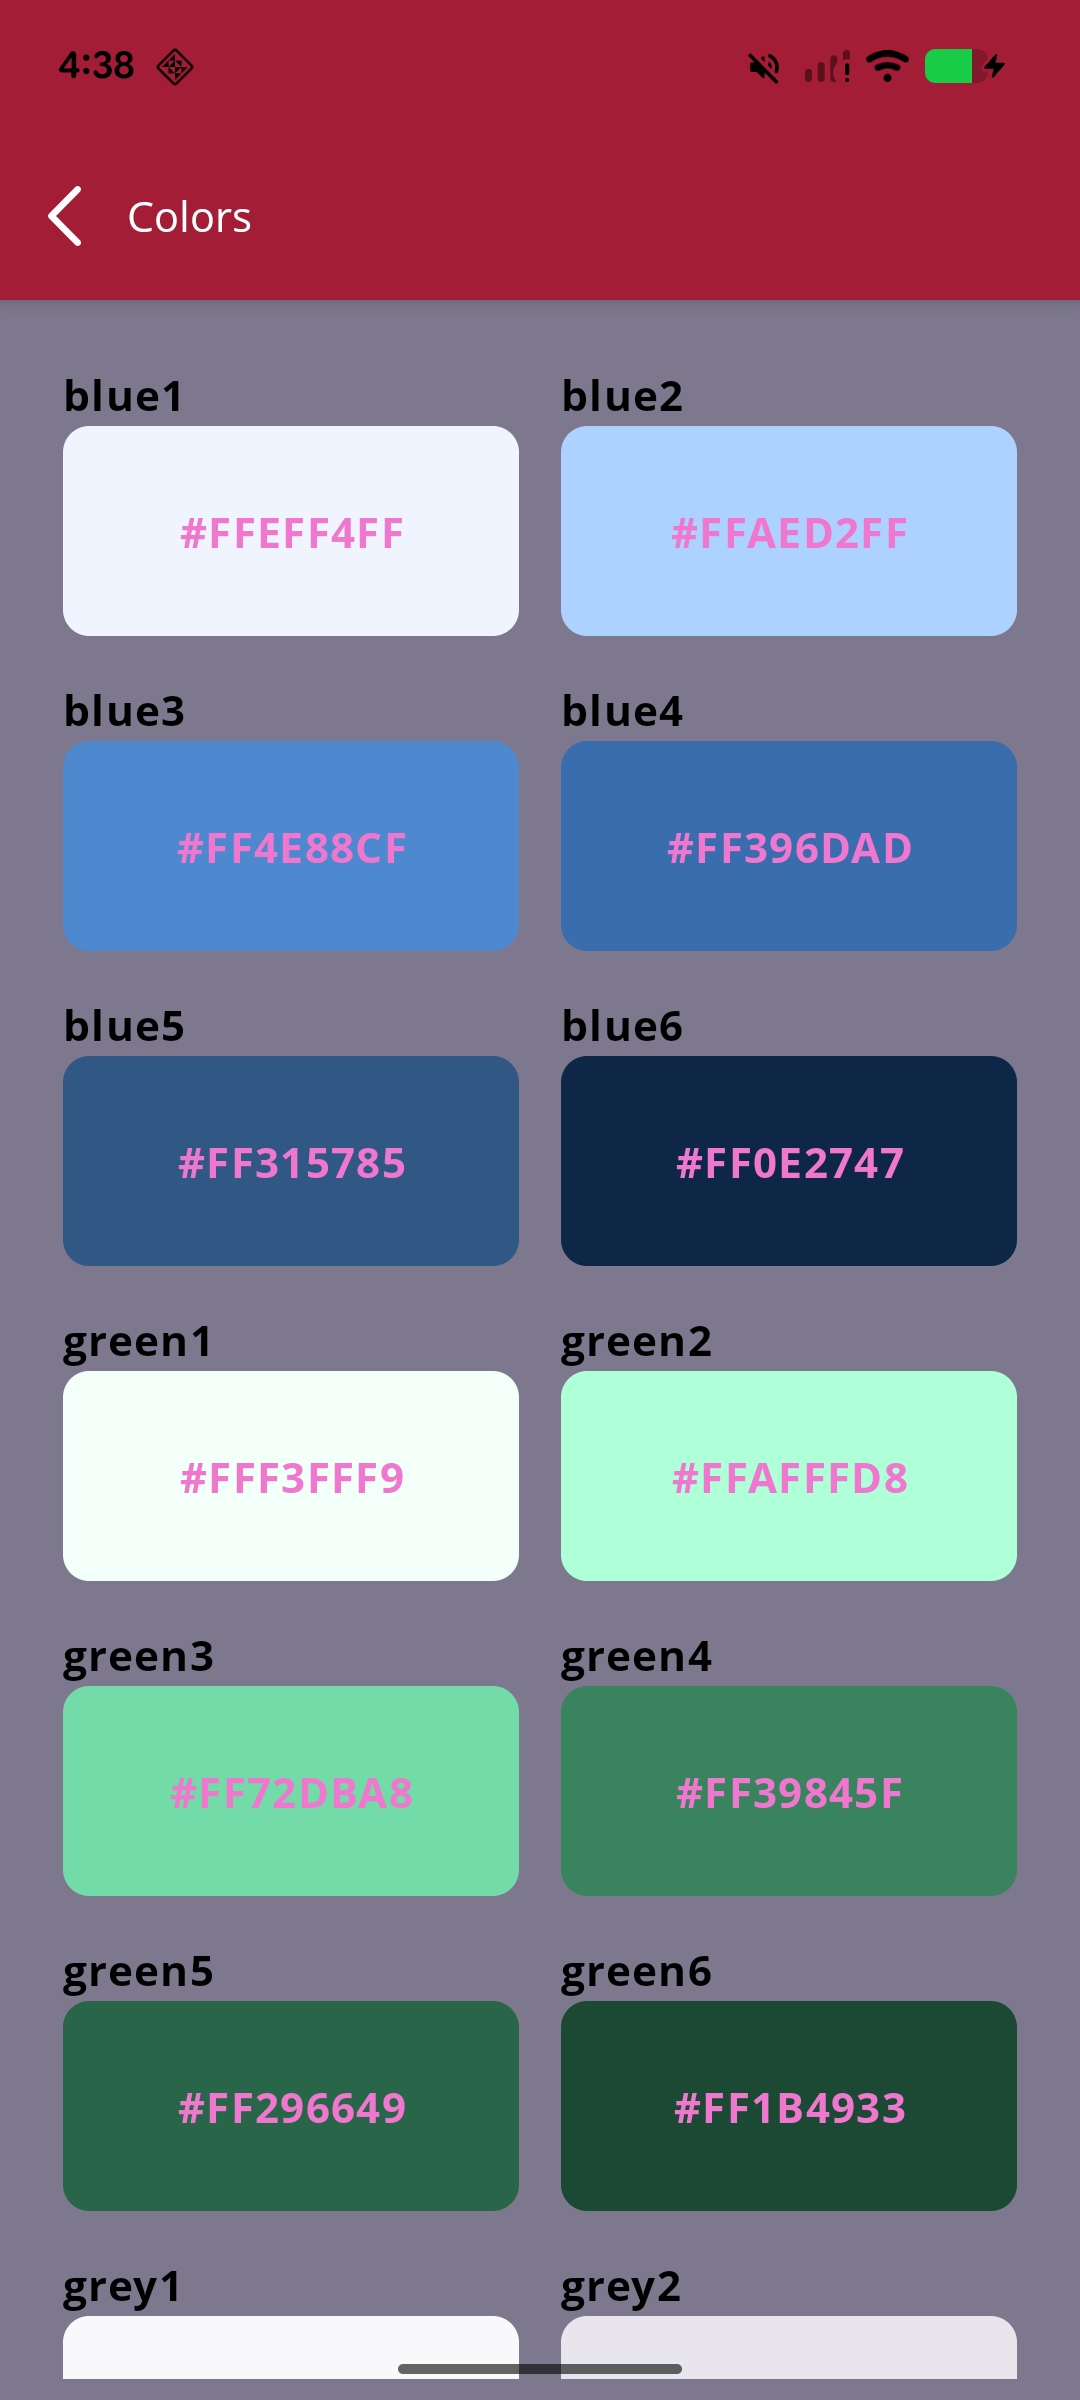 4:38
Colors
blue1 blue2
#FFEFF4FF #FFAED2FF
blue3 blue4
#FF4E88CF #FF396DAD
blue5 blue6
#FF315785 #FF0E2747
green1 green2
#FFF3FFF9 #FFAFFFD8
green3 green4
#FF72DBA8 #FF39845F
green5 green6
#FF296649 #FF1B4933
grey1 grey2